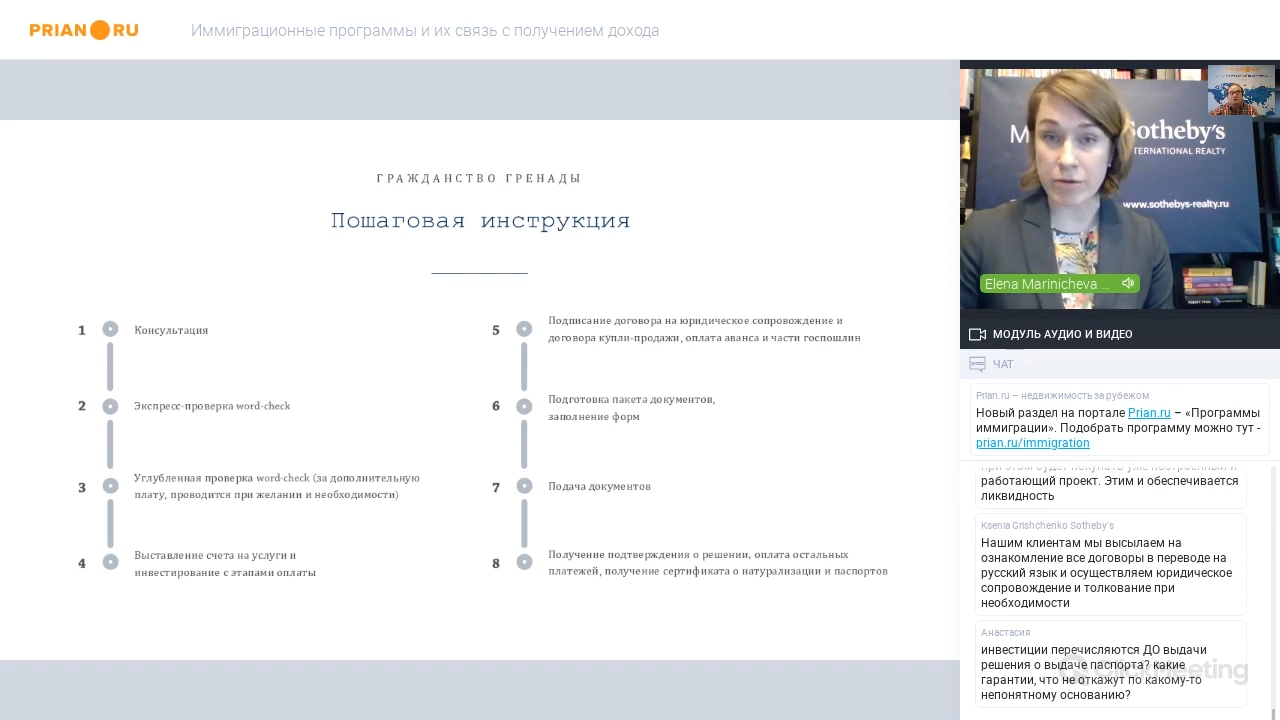 PRIAN RU
Иммиграционные программы и их связь с получением дохода
ГРАЖДАНСТВО ГРЕНАДЫ
Пошаговая инструкция
1 Консультация
2 Экспресс-проверка word-check
3 Углубленная проверка word-check (за дополнительную
плату, проводится при желании и необходимости)
4 Выставление счета на услуги и
инвестирование с этапами оплаты
5 Подписание договора на юридическое сопровождение и
договора купли-продажи, оплата аванса и части госпошлин
6 Подготовка пакета документов,
заполнение форм
7 Подача документов
8 Получение подтверждения о решении, оплата остальных
платежей, получение сертификата о натурализации и паспортов
Sotheby's
INTERNATIONAL REALTY
www.sothebys-realty.ru
Elena Marinicheva ...
МОДУЛЬ АУДИО И ВИДЕО
ЧАТ
Prian.ru – недвижимость за рубежом
Новый раздел на портале Prian.ru – «Программы
иммиграции». Подобрать программу можно тут -
prian.ru/immigration
при этом будет покупать уже построенный и
работающий проект. Этим и обеспечивается
ликвидность
Ksenia Grishchenko Sotheby's
Нашим клиентам мы высылаем на
ознакомление все договоры в переводе на
русский язык и осуществляем юридическое
сопровождение и толкование при
необходимости
Анастасия
инвестиции перечисляются ДО выдачи
решения о выдаче паспорта? какие
гарантии, что не откажут по какому-то
непонятному основанию?
ClickMeeting